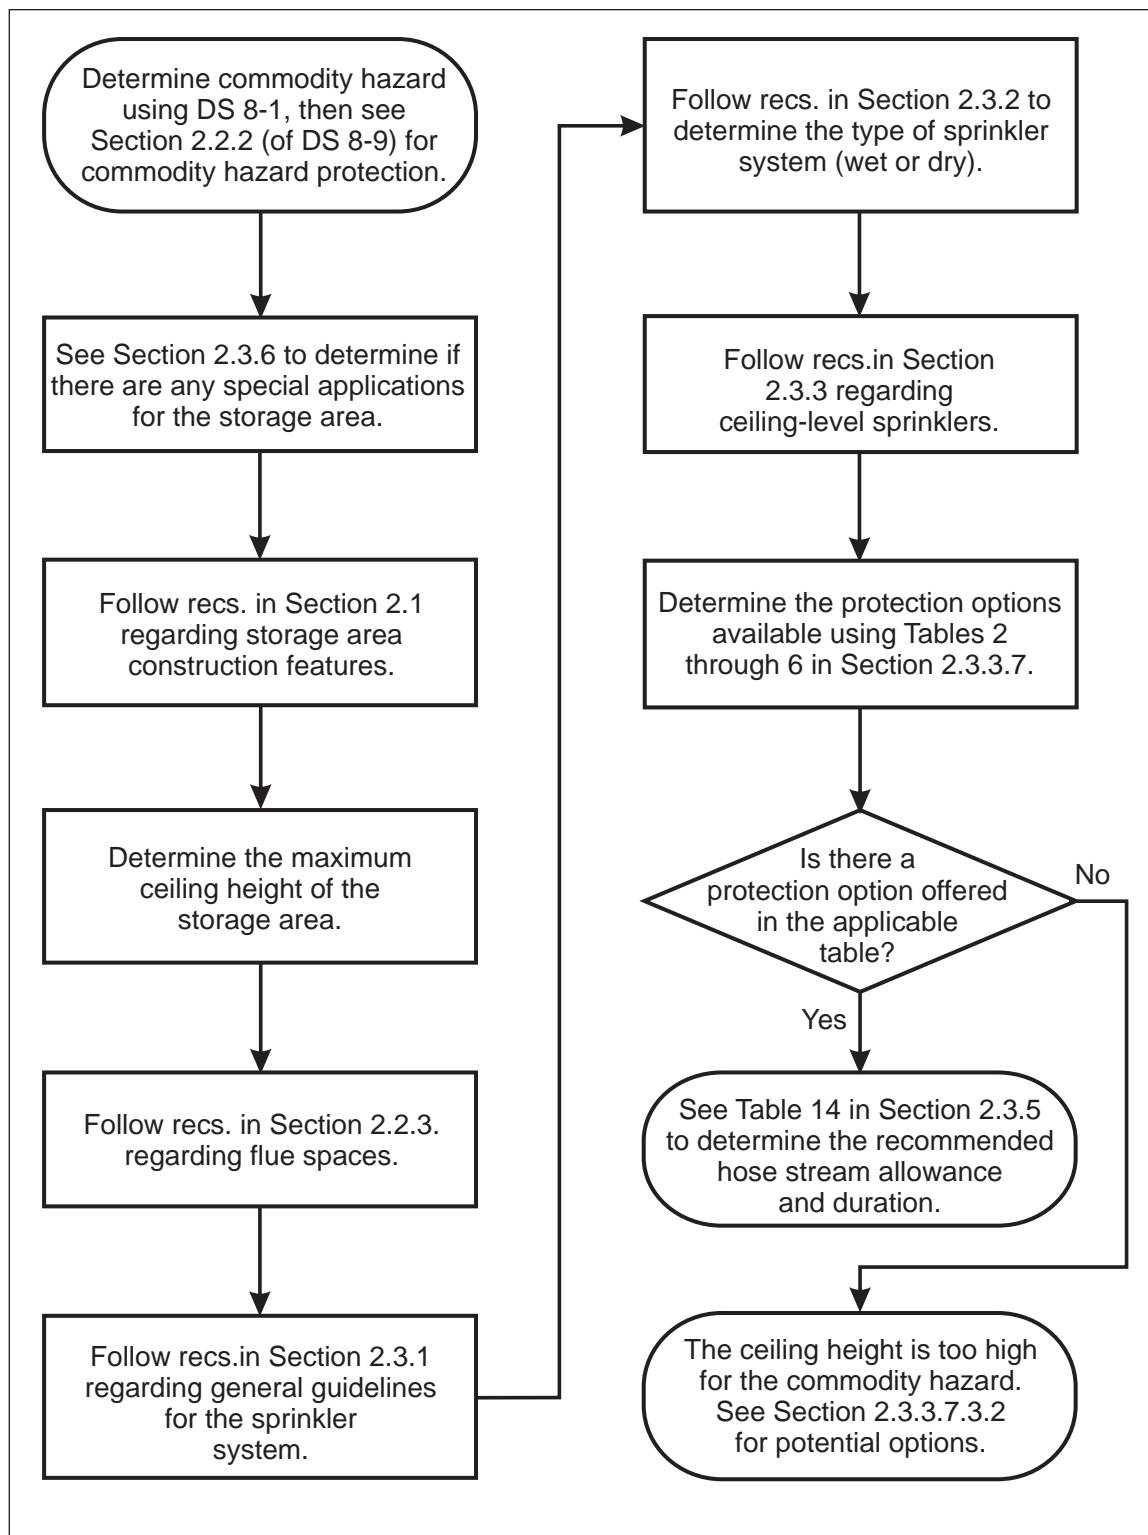 Determine commodity hazard
using DS 8-1, then see
Section 2.2.2 (of DS 8-9) for
commodity hazard protection.
See Section 2.3.6 to determine if
there are any special applications
for the storage area.
Follow recs. in Section 2.1
regarding storage area
construction features.
Determine the maximum
ceiling height of the
storage area.
Follow recs. in Section 2.2.3.
regarding flue spaces.
Follow recs.in Section 2.3.1
regarding general guidelines
for the sprinkler
system.
Follow recs. in Section 2.3.2 to
determine the type of sprinkler
system (wet or dry).
Follow recs.in Section
2.3.3 regarding
ceiling-level sprinklers.
Determine the protection options
available using Tables 2
through 6 in Section 2.3.3.7.
Is there a
protection option offered
in the applicable
table?
No
Yes
See Table 14 in Section 2.3.5
to determine the recommended
hose stream allowance
and duration.
The ceiling height is too high
for the commodity hazard.
See Section 2.3.3.7.3.2
for potential options.